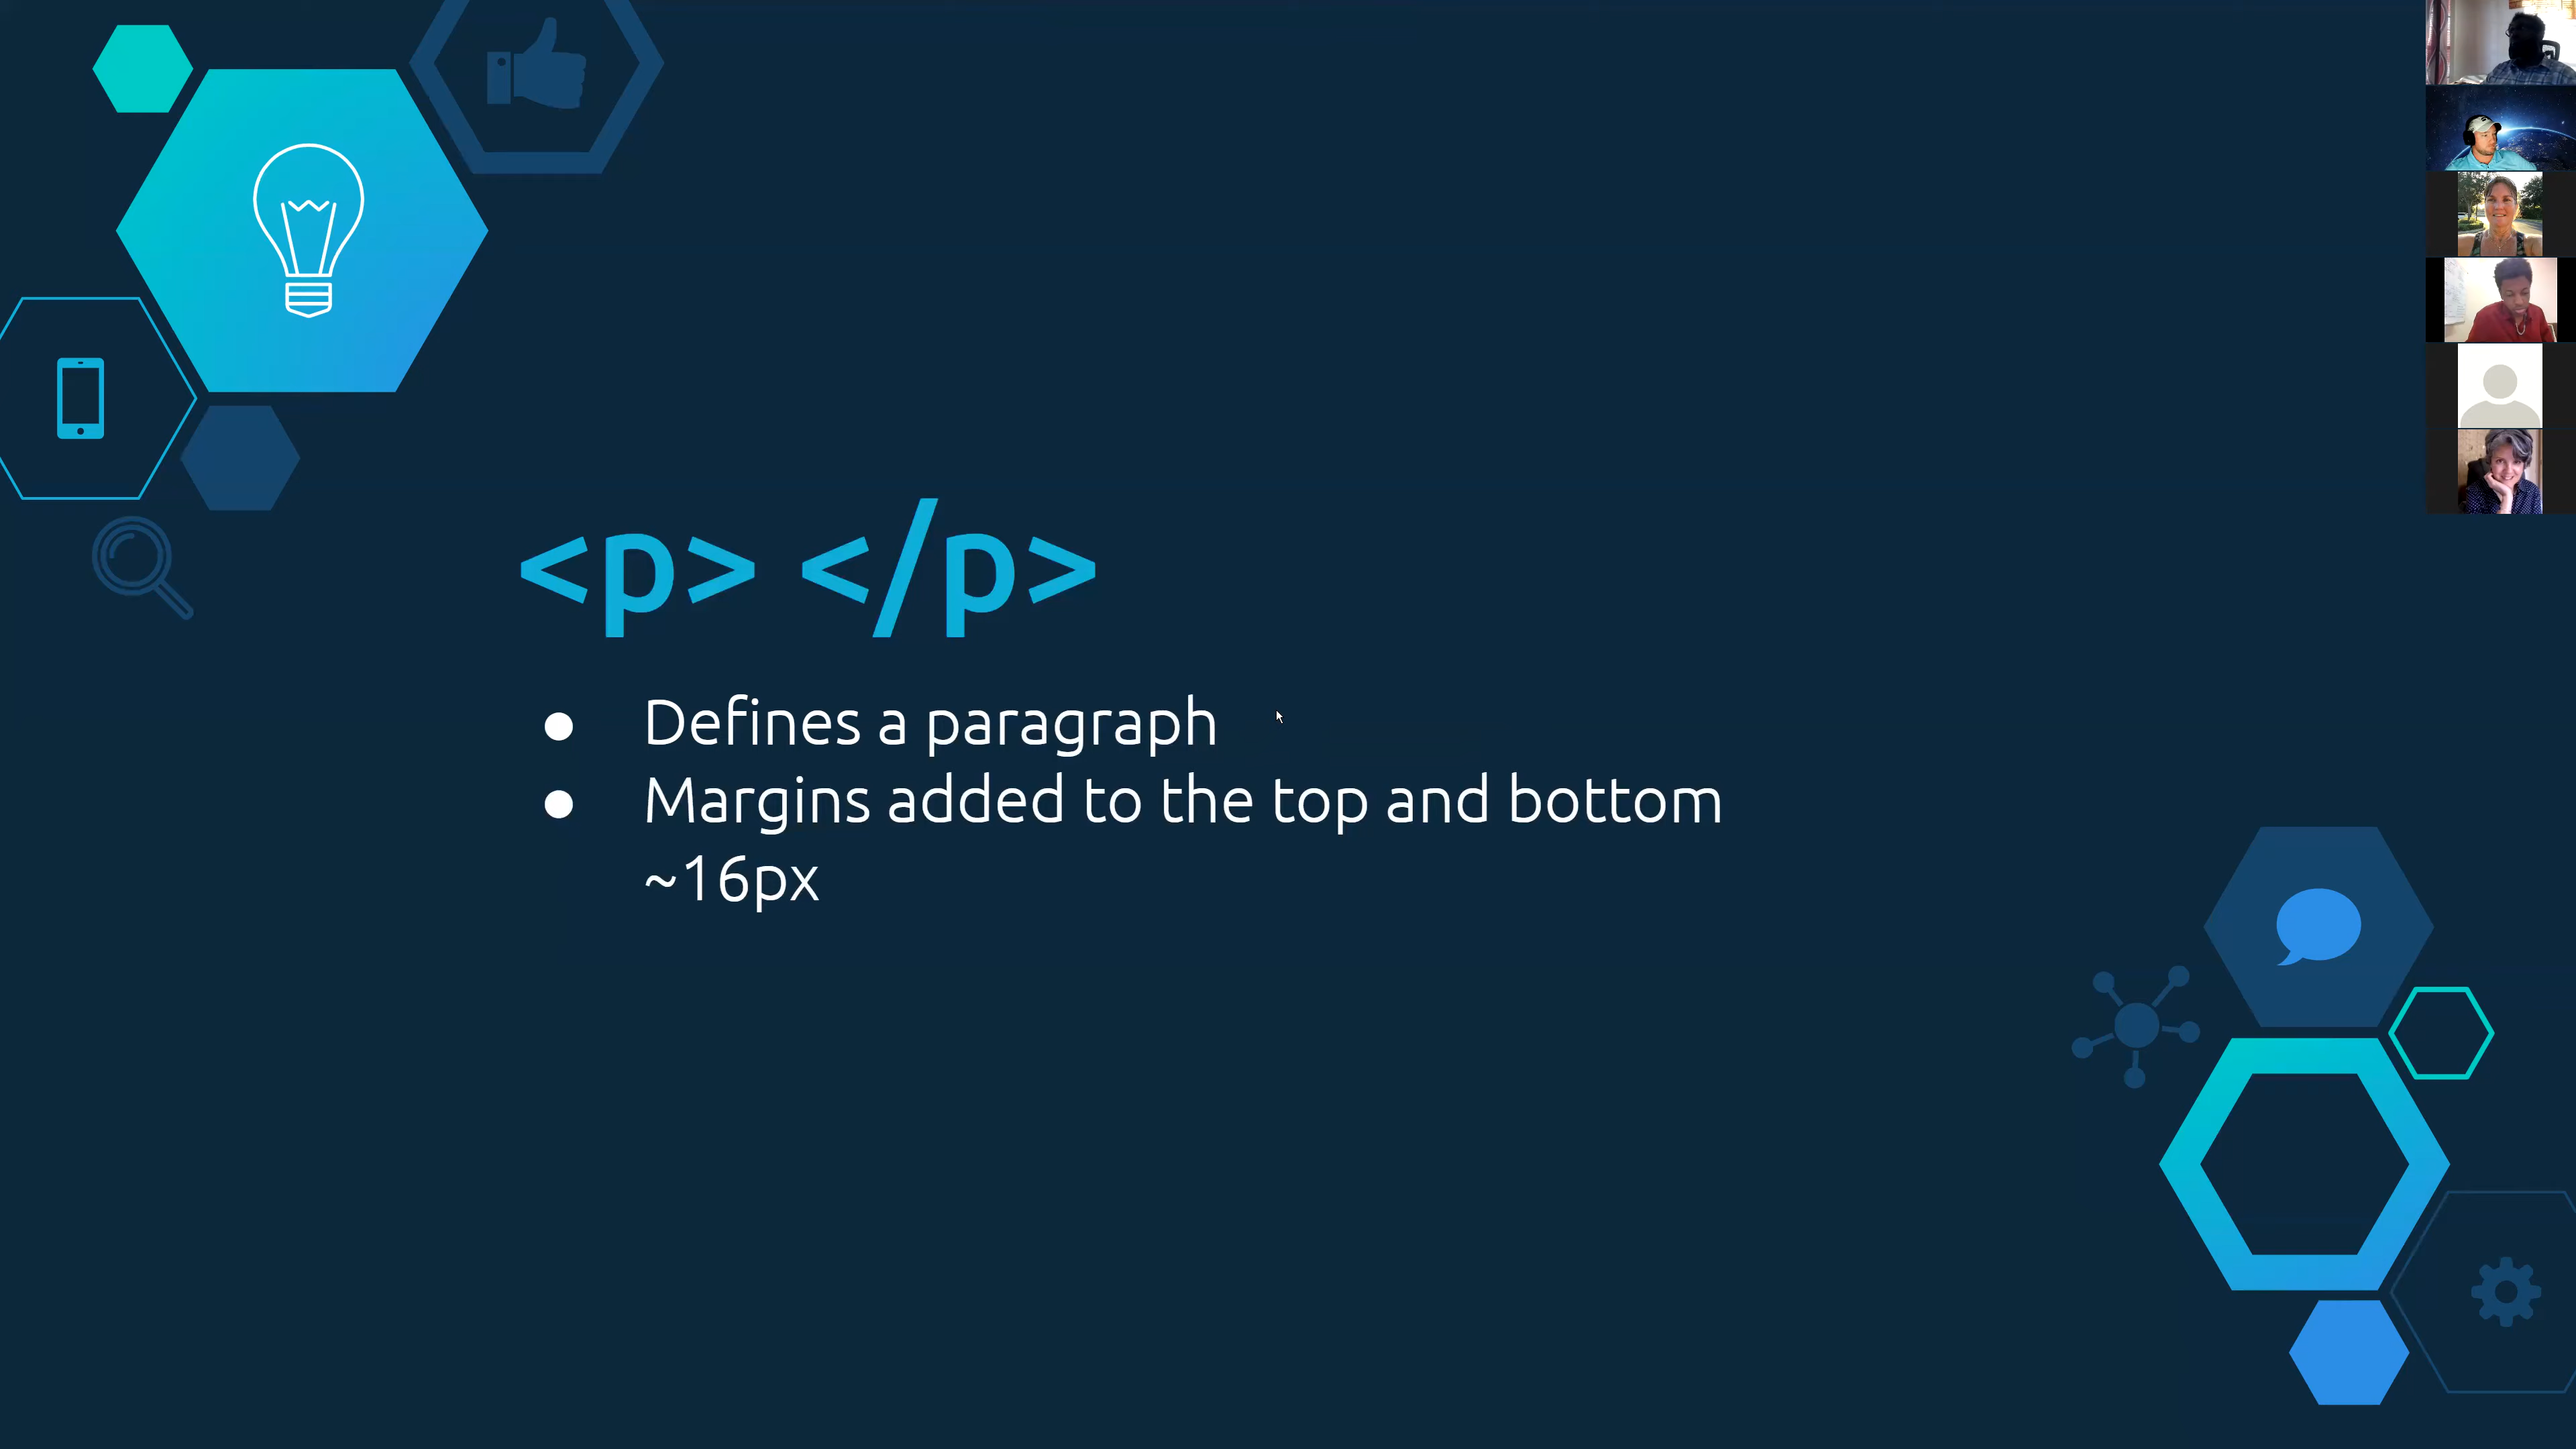 <p> </p>
● Defines a paragraph
● Margins added to the top and bottom
~16px